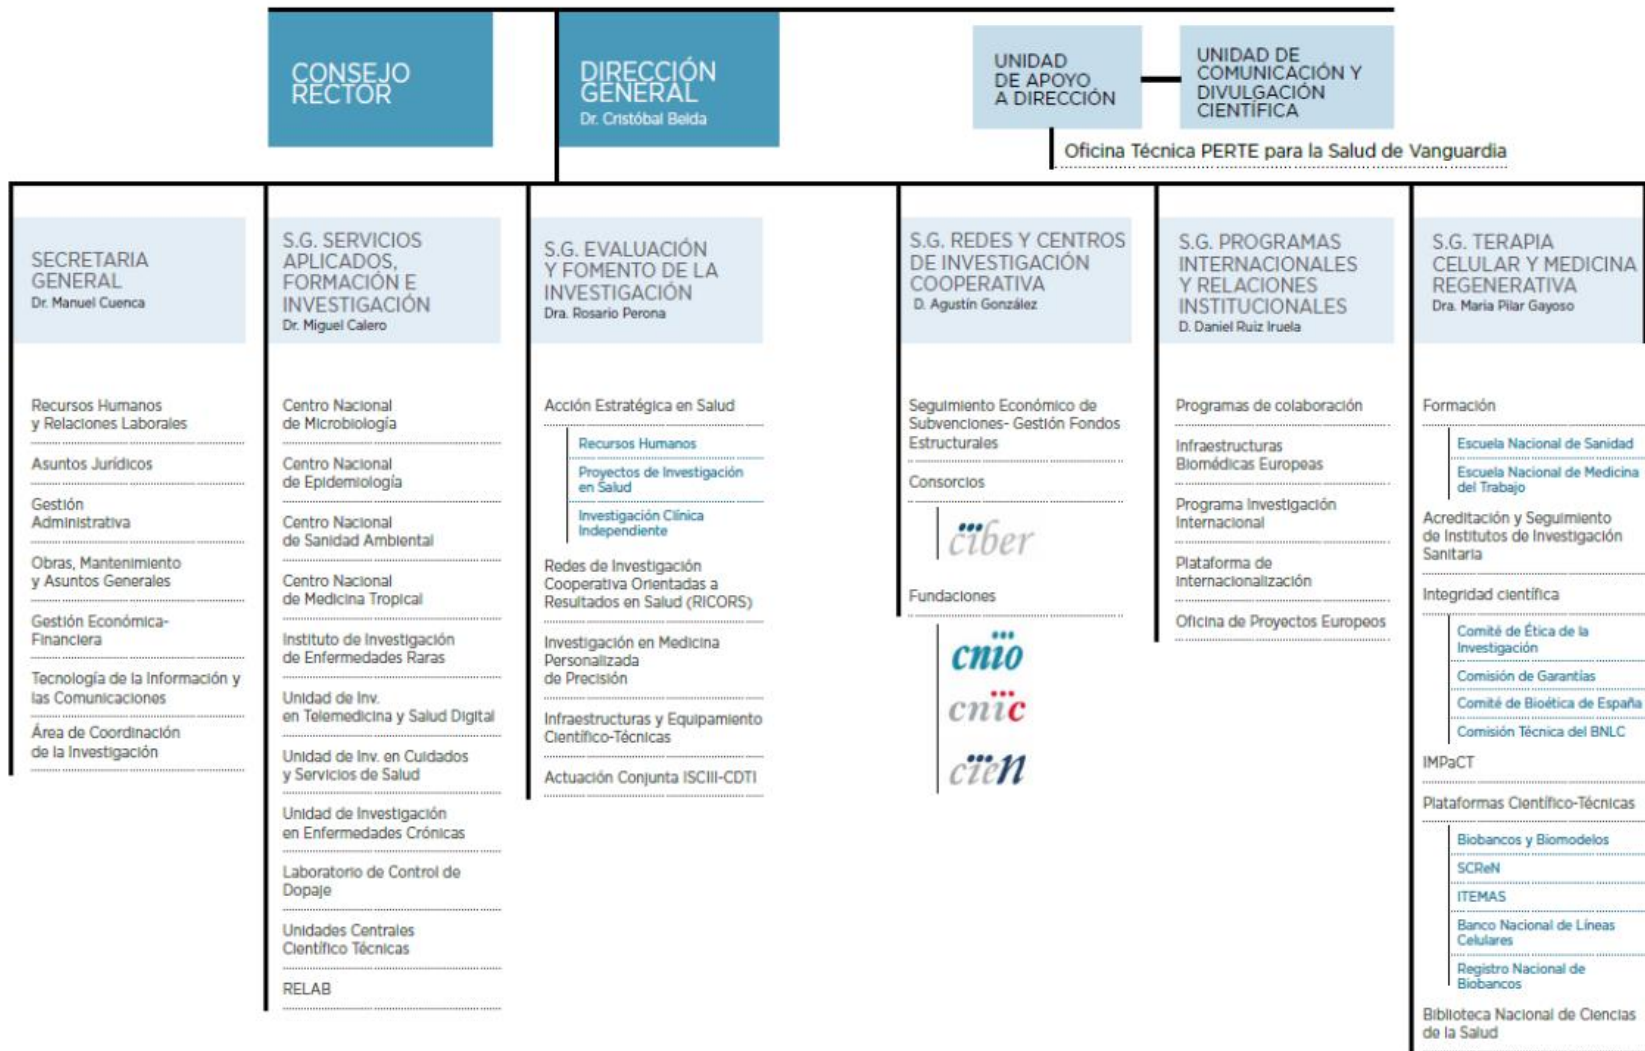 CONSEJO
RECTOR
DIRECCIÓN
GENERAL
Dr. Cristóbal Belda
UNIDAD
DE APOYO
A DIRECCIÓN
UNIDAD DE
COMUNICACIÓN Y
DIVULGACIÓN
CIENTÍFICA
Oficina Técnica PERTE para la Salud de Vanguardia
SECRETARIA
GENERAL
Dr. Manuel Cuenca
Recursos Humanos
y Relaciones Laborales
Asuntos Jurídicos
Gestión
Administrativa
Obras, Mantenimiento
y Asuntos Generales
Gestión Económica-
Financiera
Tecnología de la Información y
las Comunicaciones
Área de Coordinación
de la Investigación
S.G. SERVICIOS
APLICADOS,
FORMACIÓN E
INVESTIGACIÓN
Dr. Miguel Calero
Centro Nacional
de Microbiología
Centro Nacional
de Epidemiología
Centro Nacional
de Sanidad Ambiental
Centro Nacional
de Medicina Tropical
Instituto de Investigación
de Enfermedades Raras
Unidad de Inv.
en Telemedicina y Salud Digital
Unidad de Inv. en Cuidados
y Servicios de Salud
Unidad de Investigación
en Enfermedades Crónicas
Laboratorio de Control de
Dopaje
Unidades Centrales
Científico Técnicas
RELAB
S.G. EVALUACIÓN
Y FOMENTO DE LA
INVESTIGACIÓN
Dra. Rosario Perona
Acción Estratégica en Salud
Recursos Humanos
Proyectos de Investigación
en Salud
Investigación Clínica
Independiente
Redes de Investigación
Cooperativa Orientadas a
Resultados en Salud (RICORS)
Investigación en Medicina
Personalizada
de Precisión
Infraestructuras y Equipamiento
Científico-Técnicas
Actuación Conjunta ISCIII-CDTI
S.G. REDES Y CENTROS
DE INVESTIGACIÓN
COOPERATIVA
D. Agustín González
Seguimiento Económico de
Subvenciones- Gestión Fondos
Estructurales
Consorcios
ciber
Fundaciones
cnio
cnic
cien
S.G. PROGRAMAS
INTERNACIONALES
Y RELACIONES
INSTITUCIONALES
D. Daniel Ruiz Iruela
Programas de colaboración
Infraestructuras
Biomédicas Europeas
Programa Investigación
Internacional
Plataforma de
Internacionalización
Oficina de Proyectos Europeos
S.G. TERAPIA
CELULAR Y MEDICINA
REGENERATIVA
Dra. Maria Pilar Gayoso
Formación
Escuela Nacional de Sanidad
Escuela Nacional de Medicina
del Trabajo
Acreditación y Seguimiento
de Institutos de Investigación
Sanitaria
Integridad científica
Comité de Ética de la
Investigación
Comisión de Garantías
Comité de Bioética de España
Comisión Técnica del BNLC
IMPaCT
Plataformas Científico-Técnicas
Biobancos y Biomodelos
SCReN
ITEMAS
Banco Nacional de Líneas
Celulares
Registro Nacional de
Biobancos
Biblioteca Nacional de Ciencias
de la Salud